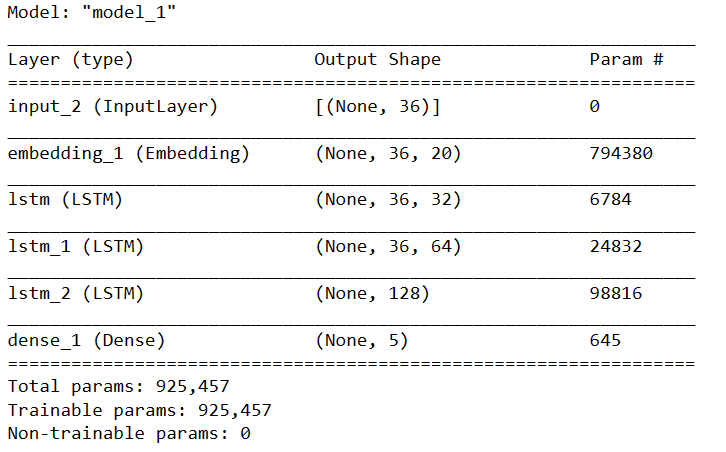 Model: "model_1"
_________________________________________________________________
Layer (type)                 Output Shape              Param #
=================================================================
input_2 (InputLayer)         [(None, 36)]              0
_________________________________________________________________
embedding_1 (Embedding)      (None, 36, 20)            794380
_________________________________________________________________
lstm (LSTM)                  (None, 36, 32)            6784
_________________________________________________________________
lstm_1 (LSTM)                (None, 36, 64)            24832
_________________________________________________________________
lstm_2 (LSTM)                (None, 128)               98816
_________________________________________________________________
dense_1 (Dense)              (None, 5)                 645
=================================================================
Total params: 925,457
Trainable params: 925,457
Non-trainable params: 0